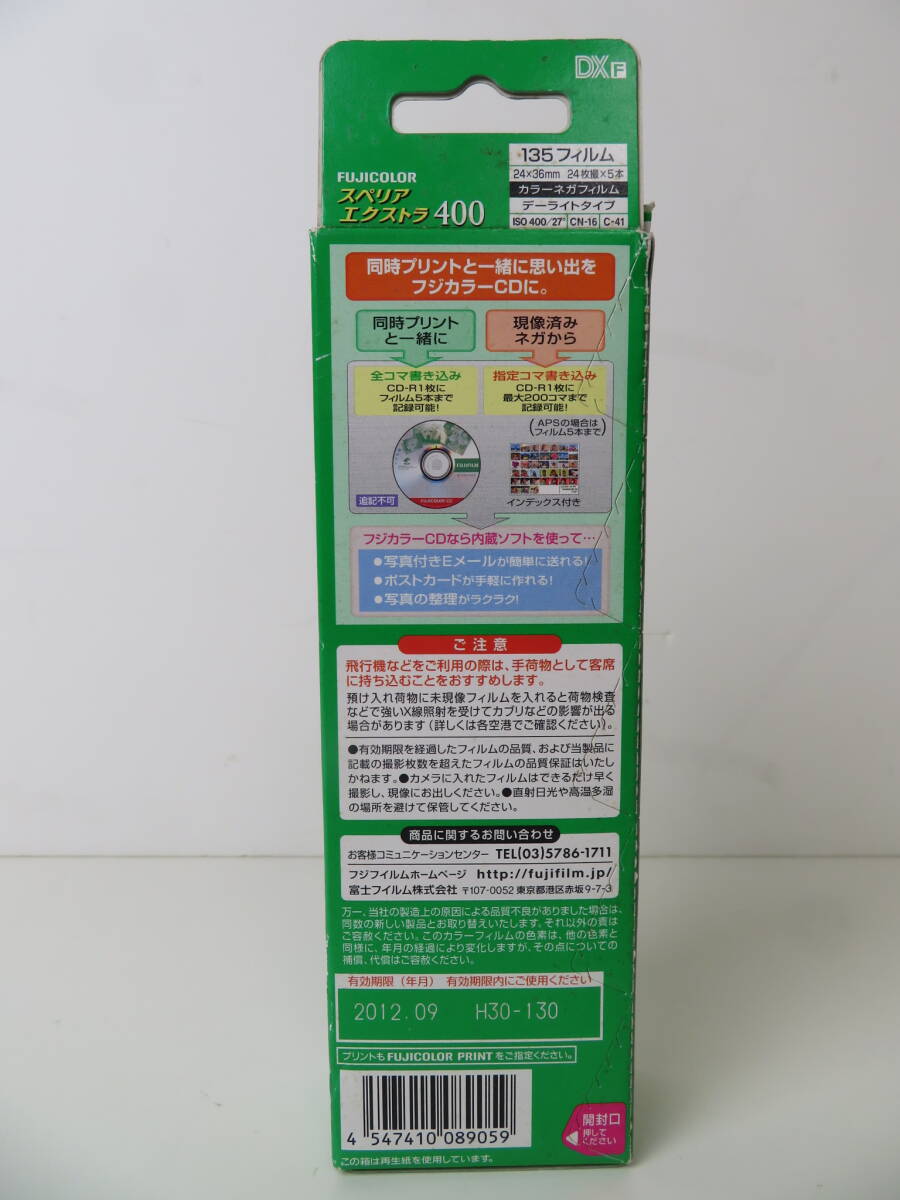 DX F
135フィルム
24×36mm 24枚撮×5本
カラーネガフィルム
デーライトタイプ
ISO 400/27° CN-16 C-41
FUJICOLOR
スペリア
エクストラ 400
同時プリントと一緒に思い出を
フジカラーCDに。
同時プリント
と一緒に
現像済み
ネガから
全コマ書き込み
CD-R1枚に
フィルム5本まで
記録可能!
指定コマ書き込み
CD-R1枚に
最大200コマまで
記録可能!
(APSの場合は
フィルム5本まで)
FUJIFILM
FUJICOLOR CD
追記不可
インデックス付き
フジカラーCDなら内蔵ソフトを使って…
●写真付きEメールが簡単に送れる!
●ポストカードが手軽に作れる!
●写真の整理がラクラク!
ご注意
飛行機などをご利用の際は、手荷物として客席
に持ち込むことをおすすめします。
預け入れ荷物に未現像フィルムを入れると荷物検査
などで強いX線照射を受けてカブリなどの影響が出る
場合があります(詳しくは各空港でご確認ください)。
●有効期限を経過したフィルムの品質、および当製品に
記載の撮影枚数を超えたフィルムの品質保証はいたし
かねます。●カメラに入れたフィルムはできるだけ早く
撮影し、現像にお出しください。●直射日光や高温多湿
の場所を避けて保管してください。
商品に関するお問い合わせ
お客様コミュニケーションセンター TEL(03)5786-1711
フジフイルムホームページ http://fujifilm.jp/
富士フイルム株式会社 〒107-0052 東京都港区赤坂9-7-3
万一、当社の製造上の原因による品質不良がありました場合は、
同数の新しい製品とお取り替えいたします。それ以外の責は
ご容赦ください。このカラーフィルムの色素は、他の色素と
同様に、年月の経過により変化しますが、その点についての
補償、代償はご容赦ください。
有効期限(年月) 有効期限内にご使用ください
2012.09 H30-130
プリントもFUJICOLOR PRINTをご指定ください。
4 547410 089059
開封口
押して
ください
この箱は再生紙を使用しています。